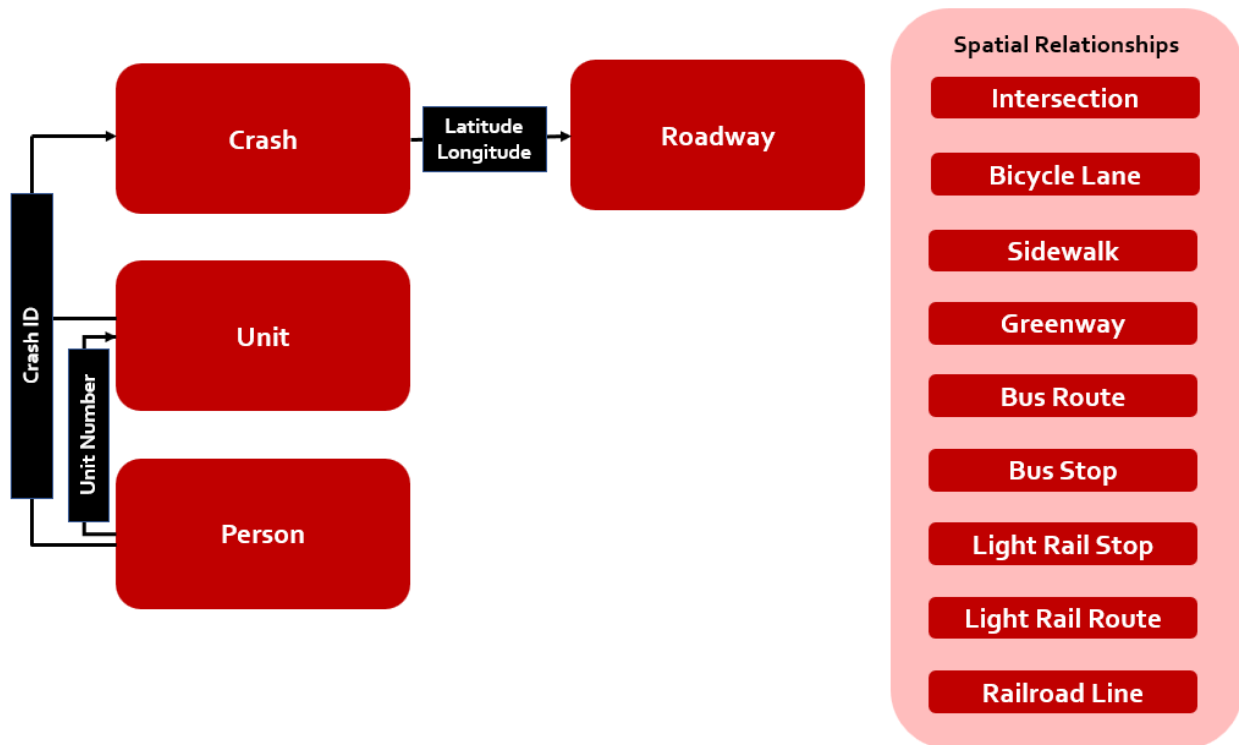 Spatial Relationships
Crash
Latitude
Longitude
Roadway
Crash ID
Unit
Unit Number
Person
Intersection
Bicycle Lane
Sidewalk
Greenway
Bus Route
Bus Stop
Light Rail Stop
Light Rail Route
Railroad Line